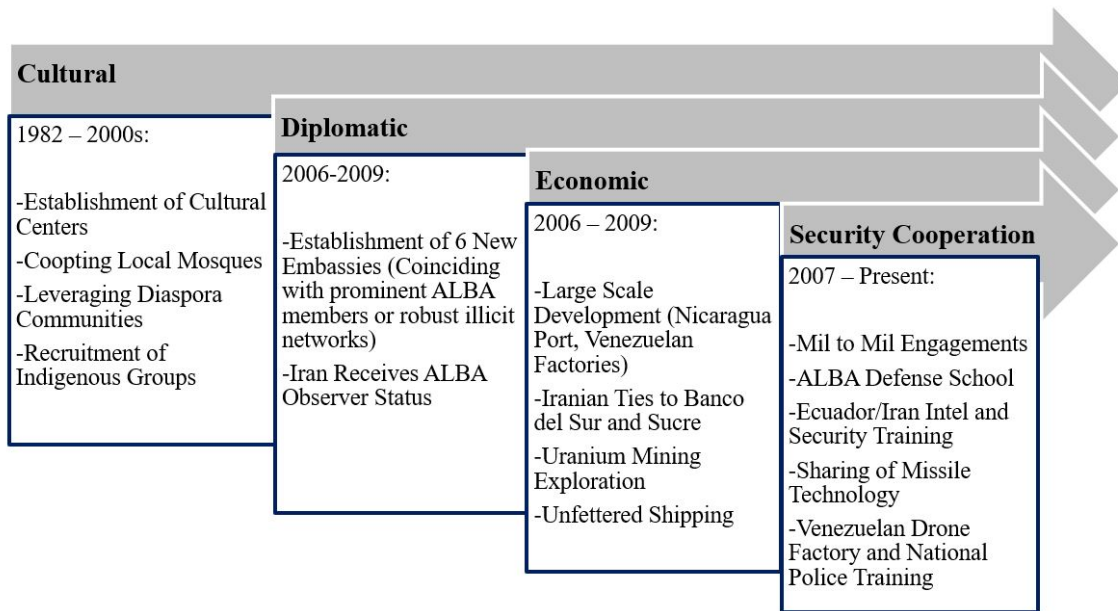 Cultural
1982 – 2000s:
-Establishment of Cultural
Centers
-Coopting Local Mosques
-Leveraging Diaspora
Communities
-Recruitment of
Indigenous Groups
Diplomatic
2006-2009:
-Establishment of 6 New
Embassies (Coinciding
with prominent ALBA
members or robust illicit
networks)
-Iran Receives ALBA
Observer Status
Economic
2006 – 2009:
-Large Scale
Development (Nicaragua
Port, Venezuelan
Factories)
-Iranian Ties to Banco
del Sur and Sucre
-Uranium Mining
Exploration
-Unfettered Shipping
Security Cooperation
2007 – Present:
-Mil to Mil Engagements
-ALBA Defense School
-Ecuador/Iran Intel and
Security Training
-Sharing of Missile
Technology
-Venezuelan Drone
Factory and National
Police Training